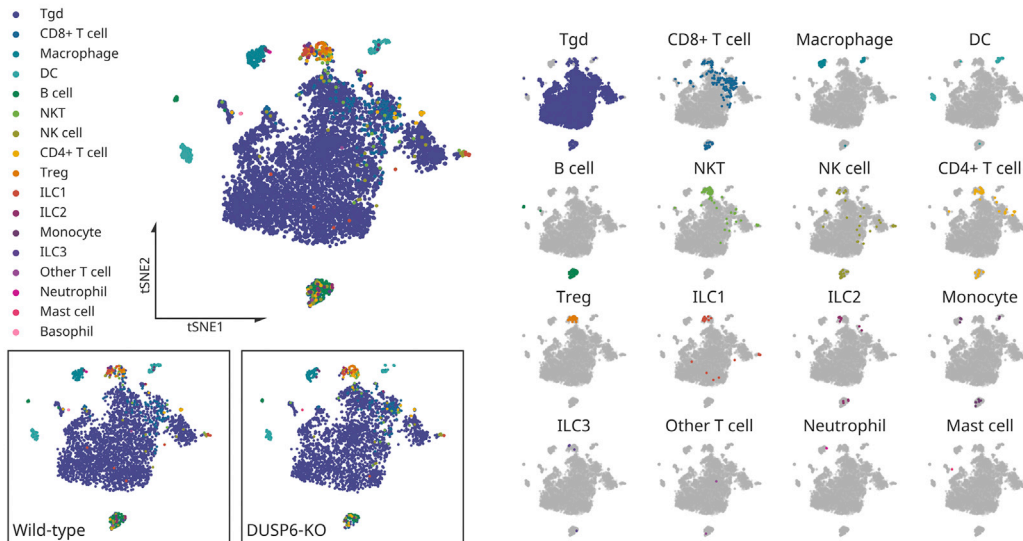 Tgd
CD8+ T cell
Macrophage
DC
B cell
NKT
NK cell
CD4+ T cell
Treg
ILC1
ILC2
Monocyte
ILC3
Other T cell
Neutrophil
Mast cell
Basophil
tSNE2
tSNE1
Wild-type
DUSP6-KO
Tgd CD8+ T cell Macrophage DC
B cell NKT NK cell CD4+ T cell
Treg ILC1 ILC2 Monocyte
ILC3 Other T cell Neutrophil Mast cell